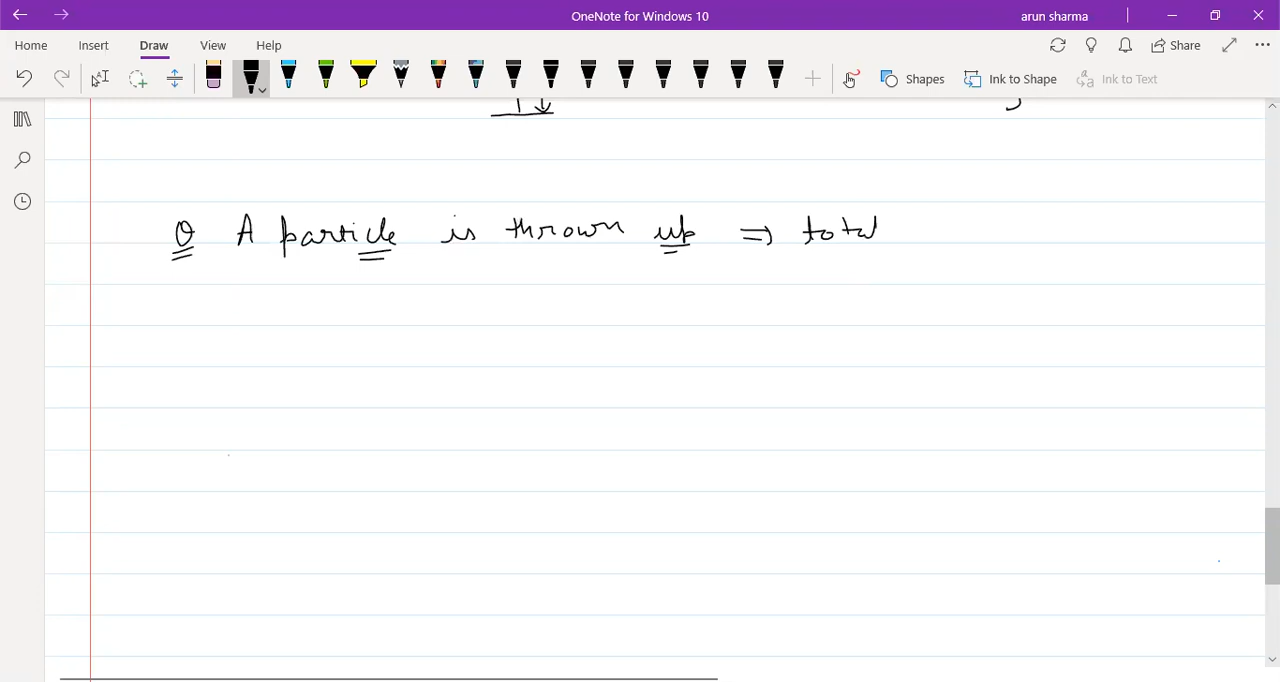 OneNote for Windows 10
arun sharma
Home Insert Draw View Help
Share
Shapes Ink to Shape Ink to Text
Q A particle is thrown up ⇒ total